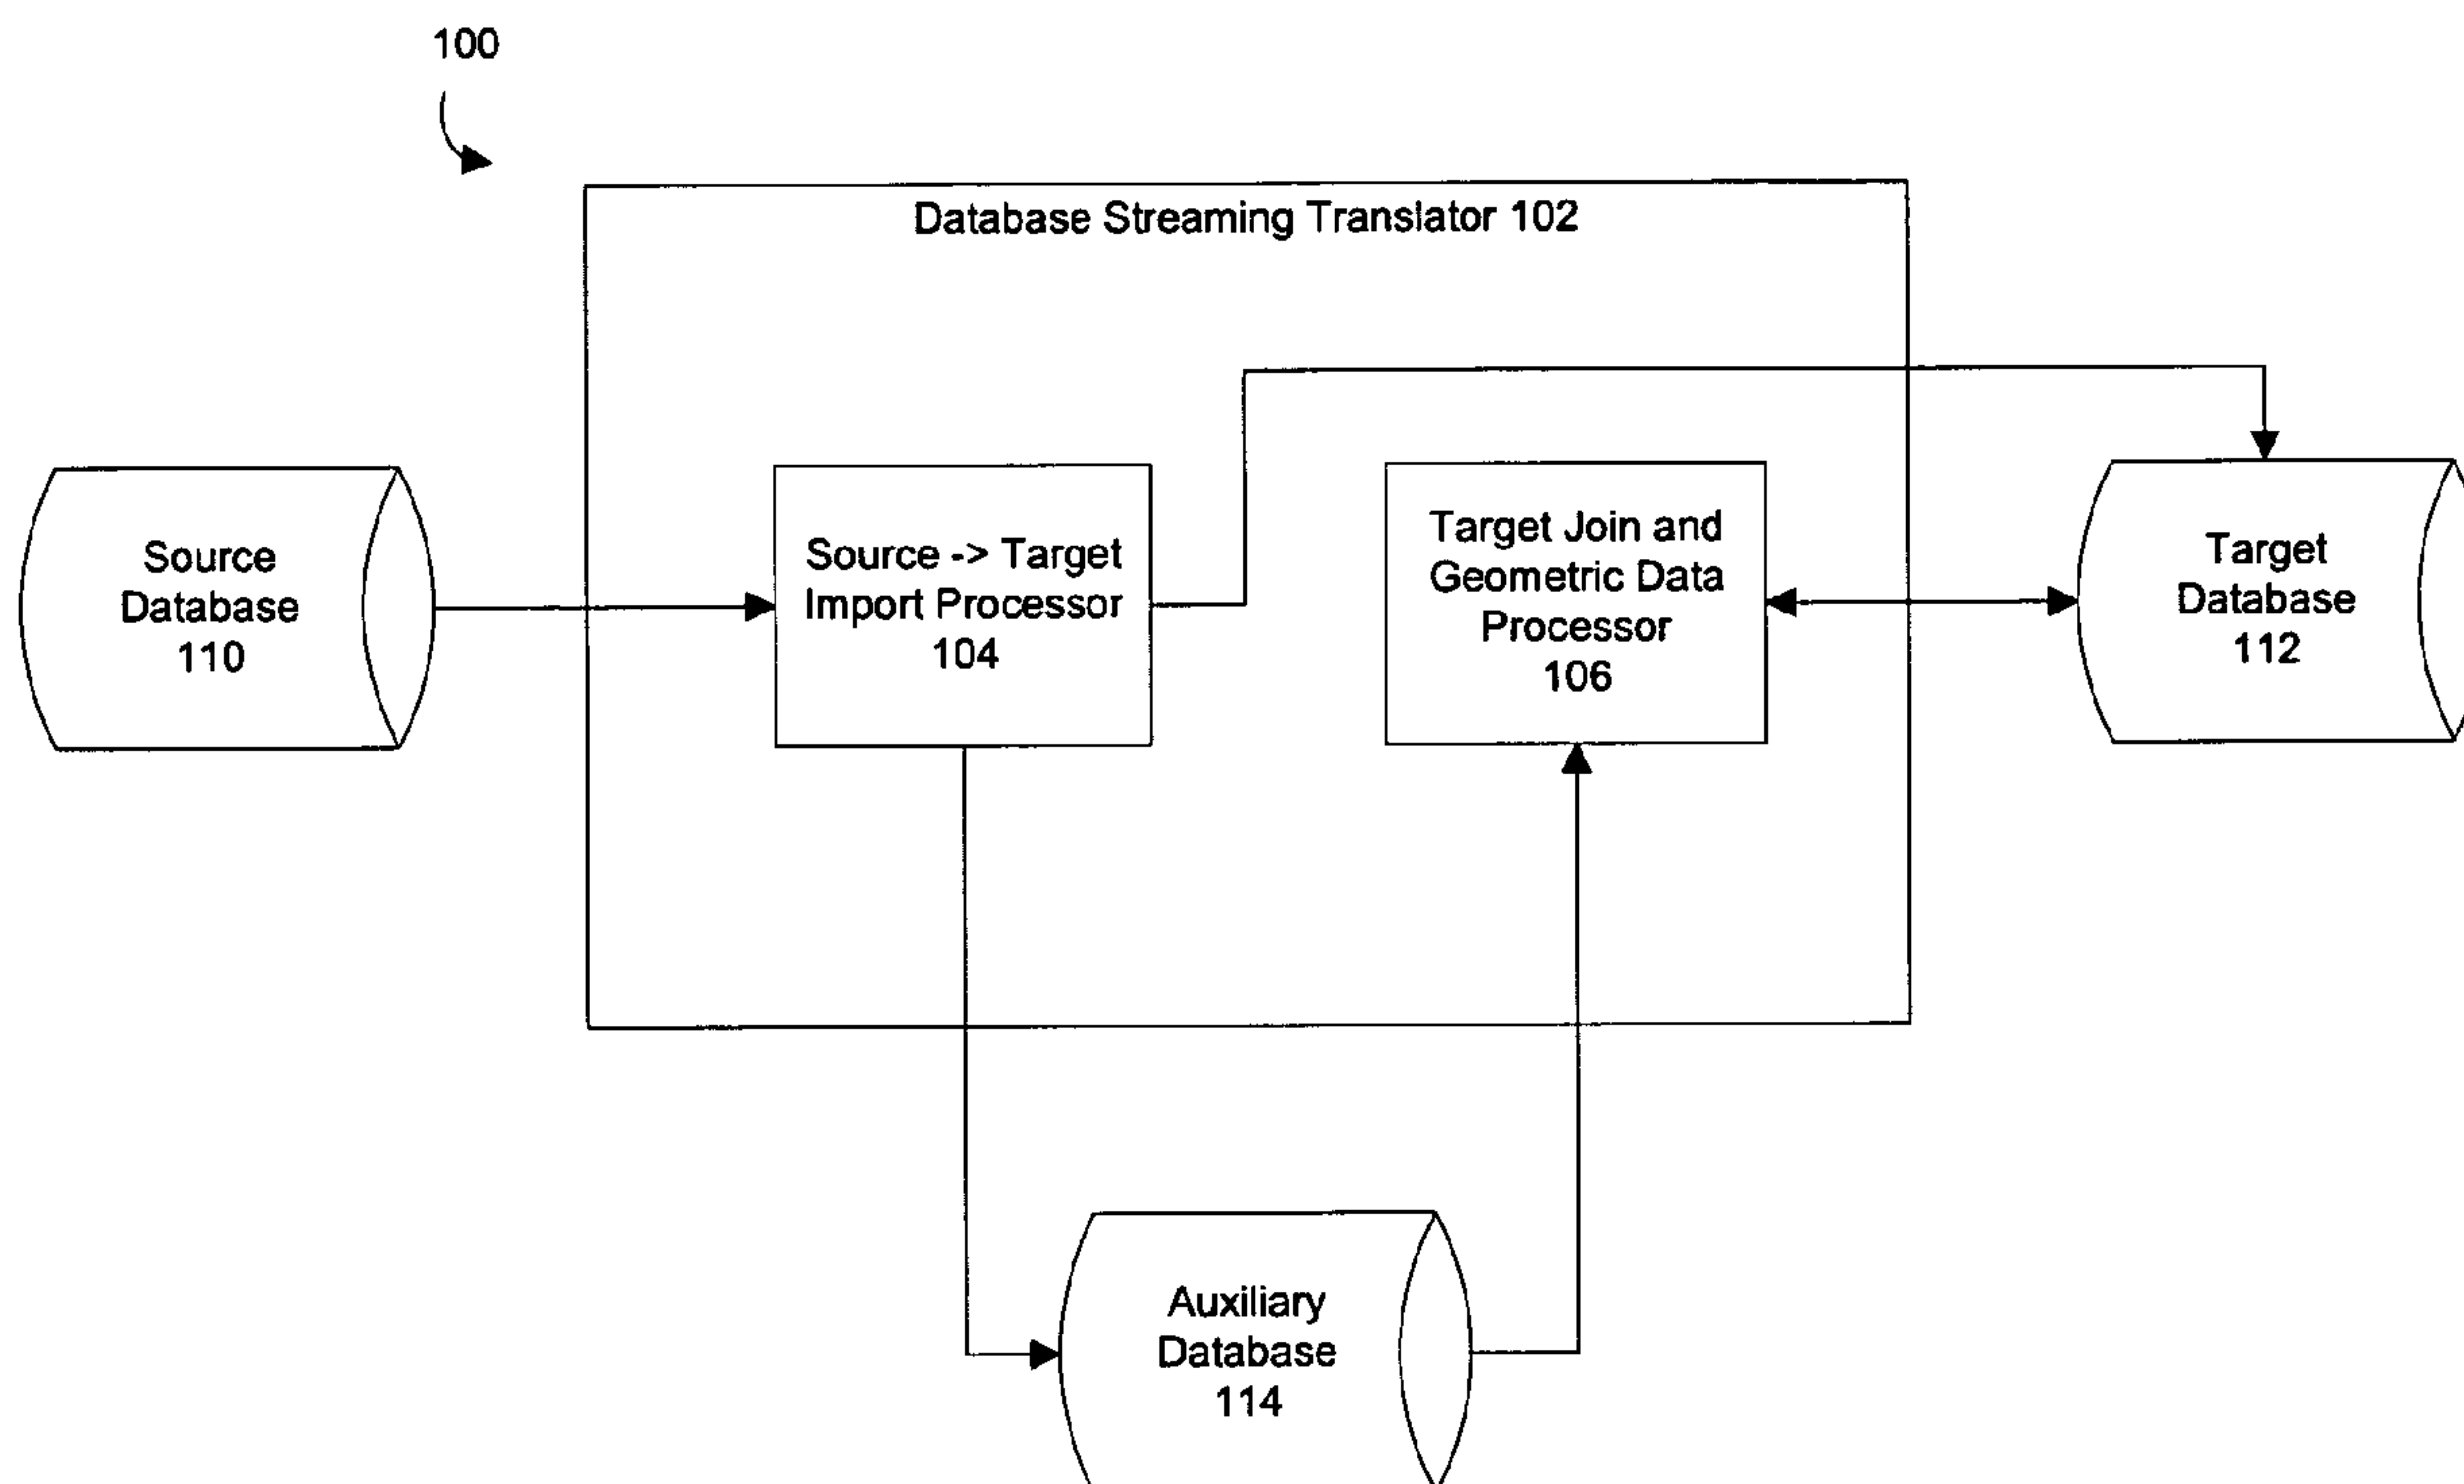 100
Database Streaming Translator 102
Source
Database
110
Source -> Target
Import Processor
104
Target Join and
Geometric Data
Processor
106
Target
Database
112
Auxiliary
Database
114